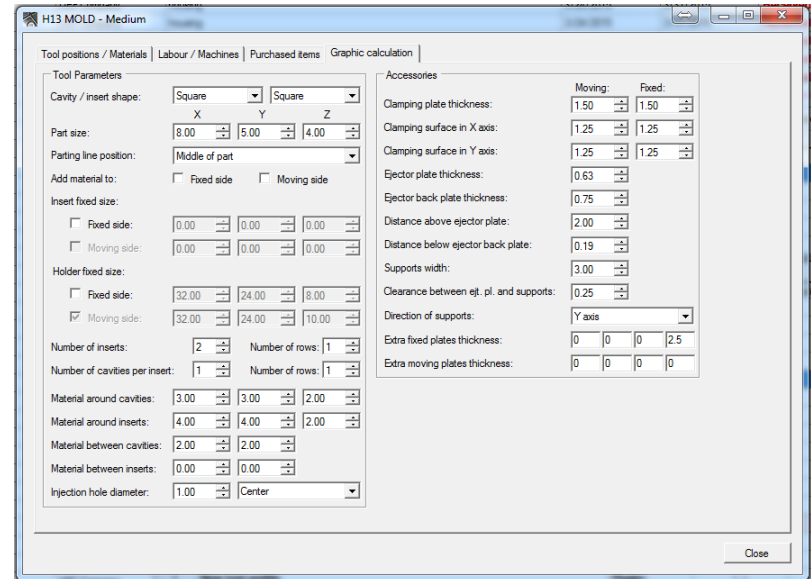 H13 MOLD - Medium
Tool positions / Materials Labour / Machines Purchased items Graphic calculation
Tool Parameters
Cavity / insert shape: Square Square
X Y Z
Part size: 8.00 5.00 4.00
Parting line position: Middle of part
Add material to: Fixed side Moving side
Insert fixed size:
Fixed side: 0.00 0.00 0.00
Moving side: 0.00 0.00 0.00
Holder fixed size:
Fixed side: 32.00 24.00 8.00
Moving side: 32.00 24.00 10.00
Number of inserts: 2 Number of rows: 1
Number of cavities per insert: 1 Number of rows: 1
Material around cavities: 3.00 3.00 2.00
Material around inserts: 4.00 4.00 2.00
Material between cavities: 2.00 2.00
Material between inserts: 0.00 0.00
Injection hole diameter: 1.00 Center
Accessories
Moving: Fixed:
Clamping plate thickness: 1.50 1.50
Clamping surface in X axis: 1.25 1.25
Clamping surface in Y axis: 1.25 1.25
Ejector plate thickness: 0.63
Ejector back plate thickness: 0.75
Distance above ejector plate: 2.00
Distance below ejector back plate: 0.19
Supports width: 3.00
Clearance between ejt. pl. and supports: 0.25
Direction of supports: Y axis
Extra fixed plates thickness: 0 0 0 2.5
Extra moving plates thickness: 0 0 0 0
Close